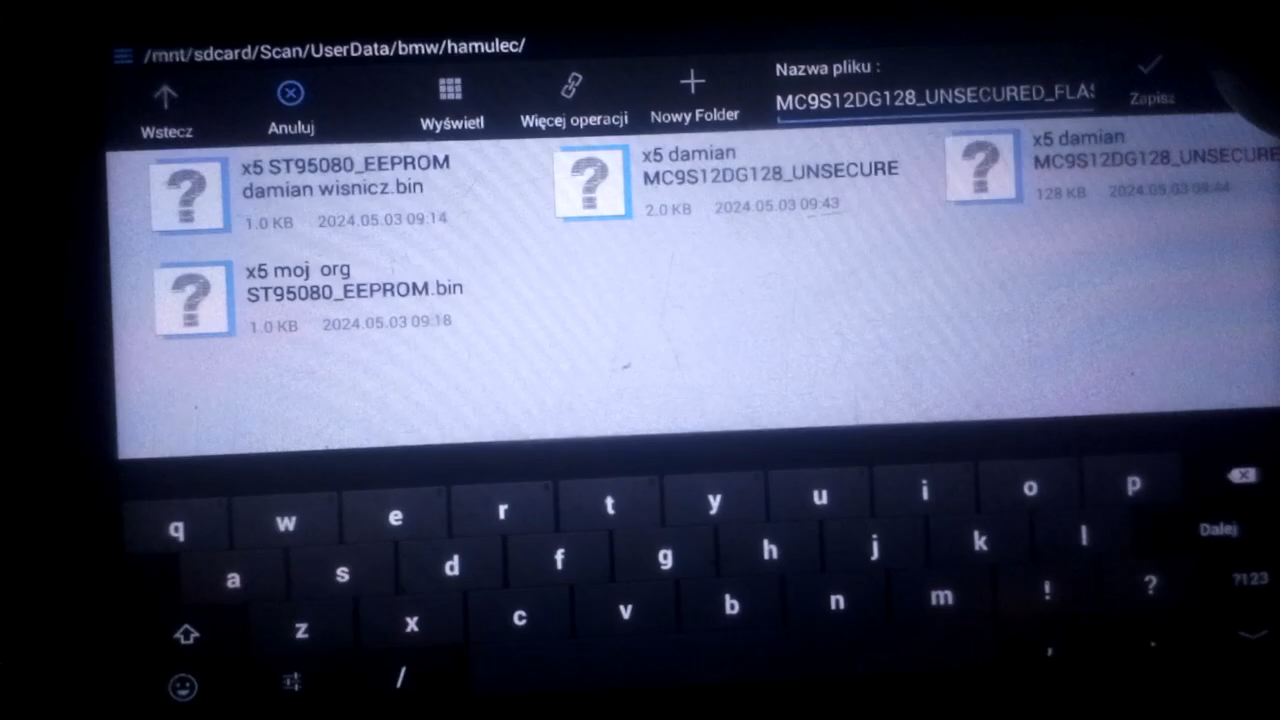 /mnt/sdcard/Scan/UserData/bmw/hamulec/
Wstecz
Anuluj
Wyświetl
Więcej operacji
Nowy Folder
Nazwa pliku :
MC9S12DG128_UNSECURED_FLAS
Zapisz
x5 ST95080_EEPROM
damian wisnicz.bin
1.0 KB 2024.05.03 09:14
x5 damian
MC9S12DG128_UNSECURE
2.0 KB 2024.05.03 09:43
x5 damian
MC9S12DG128_UNSECURE
128 KB 2024.05.03 09:44
x5 moj org
ST95080_EEPROM.bin
1.0 KB 2024.05.03 09:18
q w e r t y u i o p
a s d f g h j k l Dalej
z x c v b n m ! ? ?123
/ , .